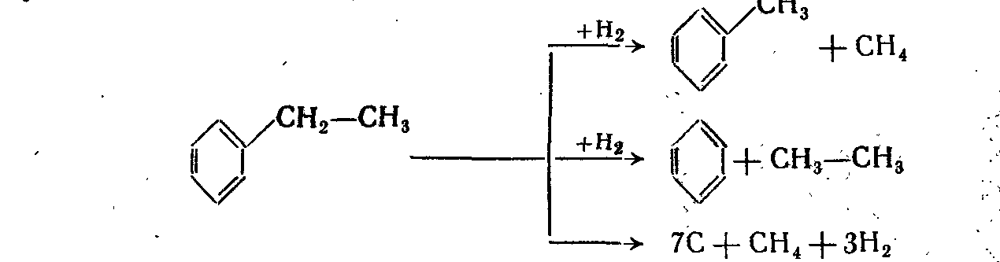 CH₃
+H₂
+ CH₄
CH₂—CH₃
+H₂
+ CH₃—CH₃
7C + CH₄ + 3H₂